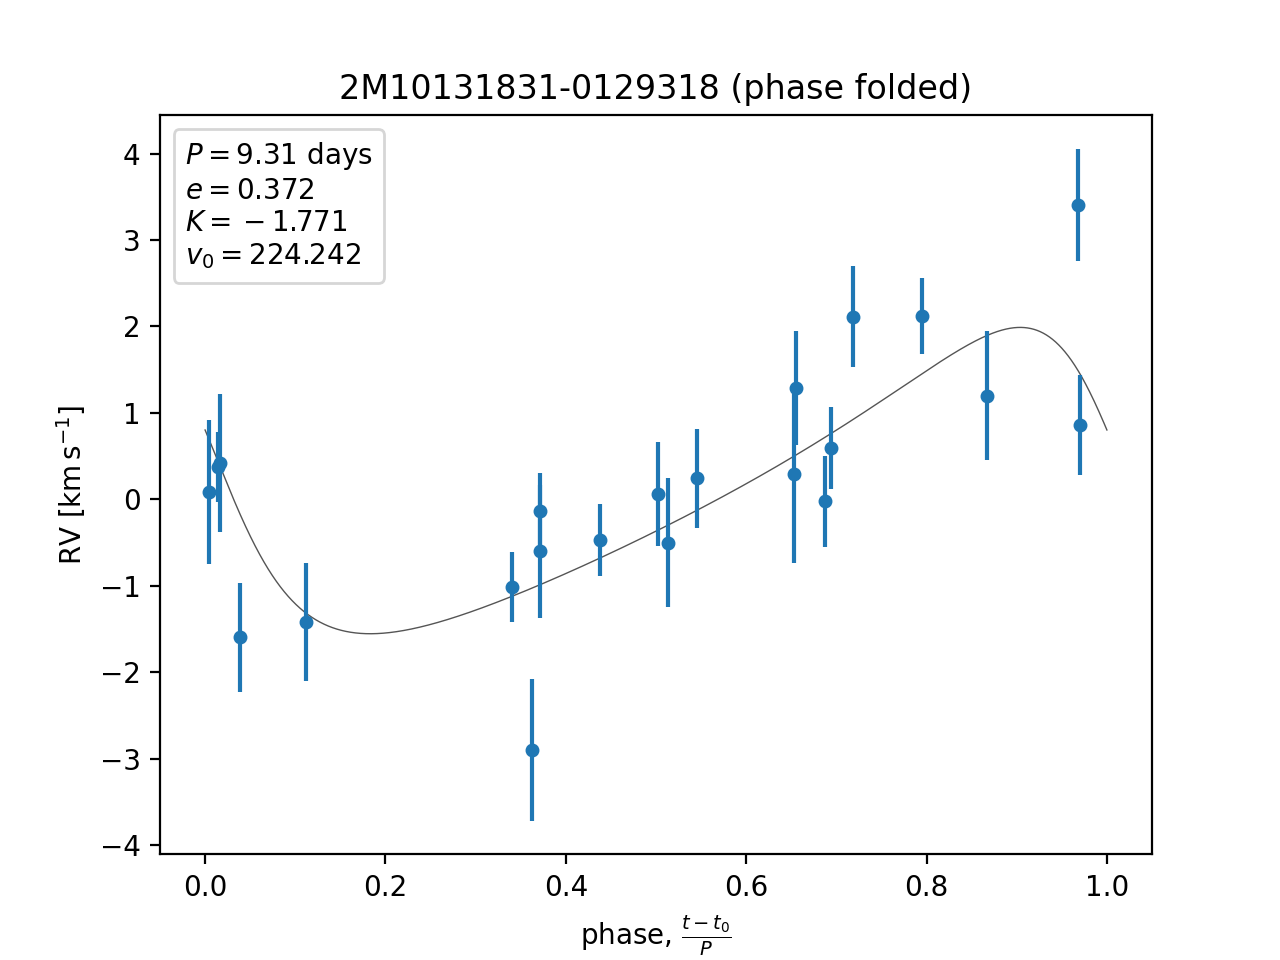 2M10131831-0129318 (phase folded)
P = 9.31 days
e = 0.372
K = −1.771
v₀ = 224.242
4
3
2
1
0
−1
−2
−3
−4
RV [km s⁻¹]
0.0 0.2 0.4 0.6 0.8 1.0
phase, (t − t₀)/P